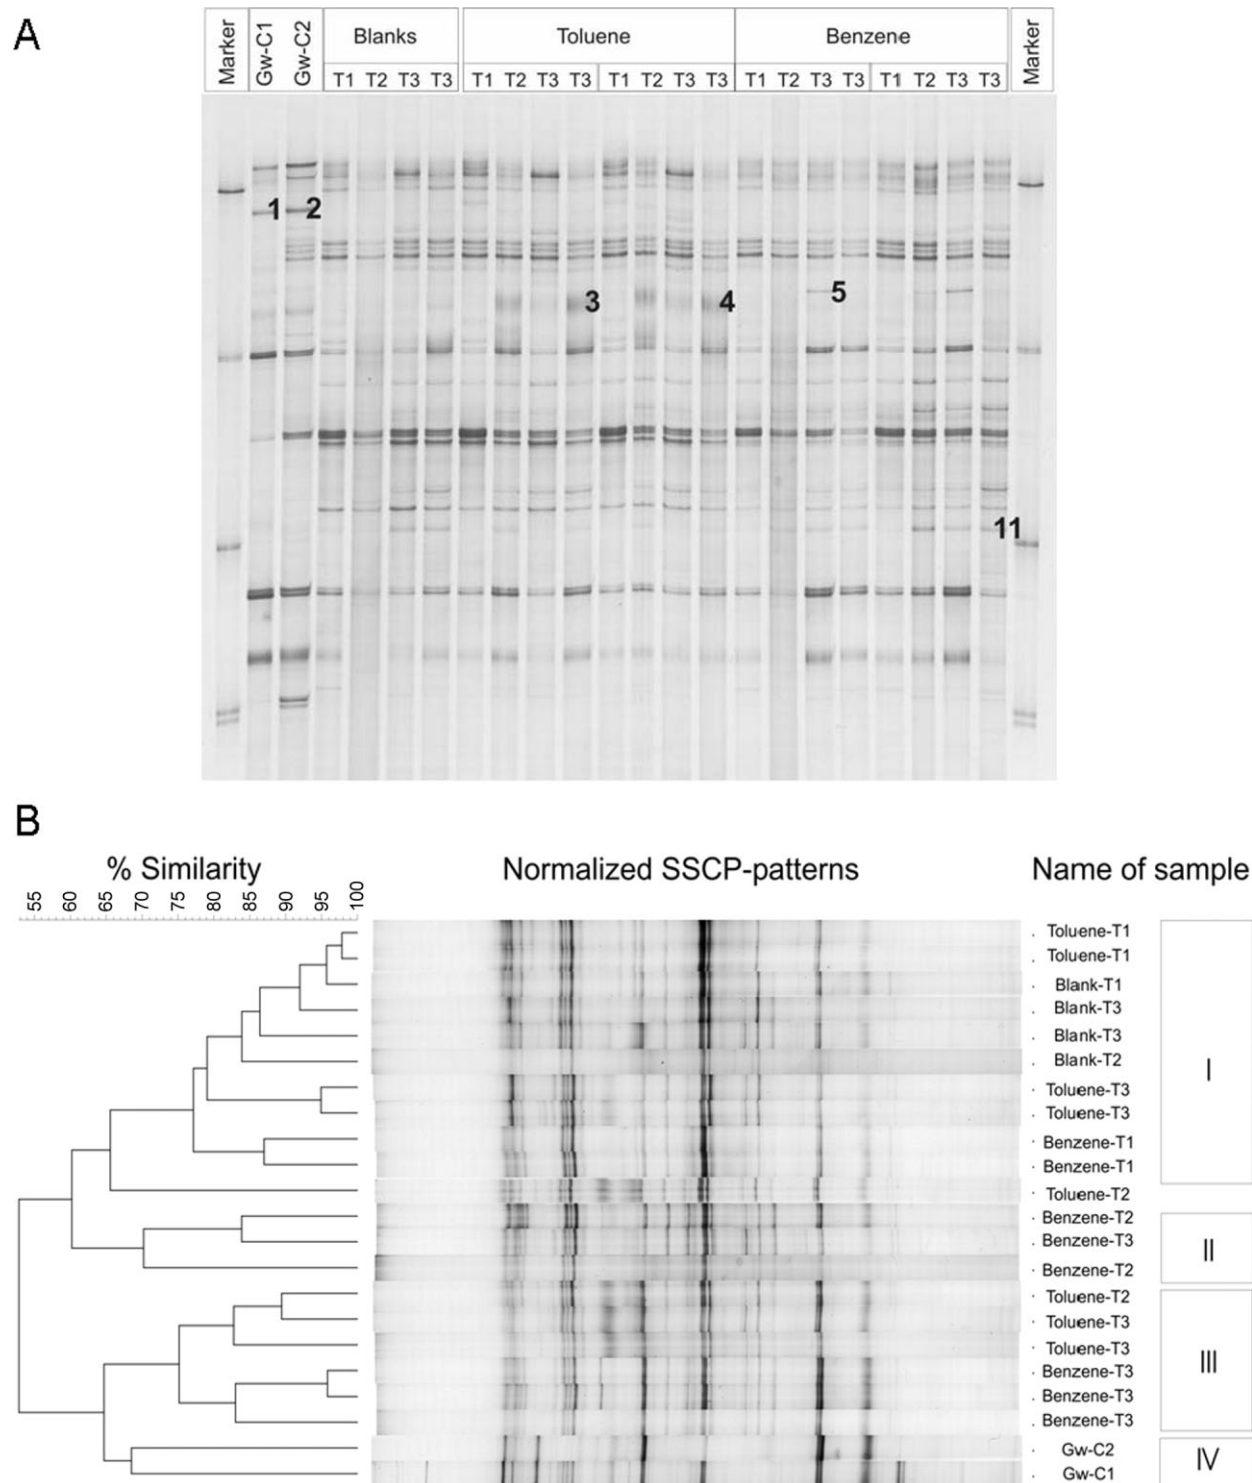 A
Marker Gw-C1 Gw-C2 Blanks Toluene Benzene Marker
T1 T2 T3 T3 T1 T2 T3 T3 T1 T2 T3 T3 T1 T2 T3 T3 T1 T2 T3 T3
1 2
5
3 4
11
B
% Similarity Normalized SSCP-patterns Name of sample
55 60 65 70 75 80 85 90 95 100
Toluene-T1
Toluene-T1
Blank-T1
Blank-T3
Blank-T3
Blank-T2
I
Toluene-T3
Toluene-T3
Benzene-T1
Benzene-T1
Toluene-T2
Benzene-T2
Benzene-T3
II
Benzene-T2
Toluene-T2
Toluene-T3
Toluene-T3
III
Benzene-T3
Benzene-T3
Benzene-T3
Gw-C2
IV
Gw-C1